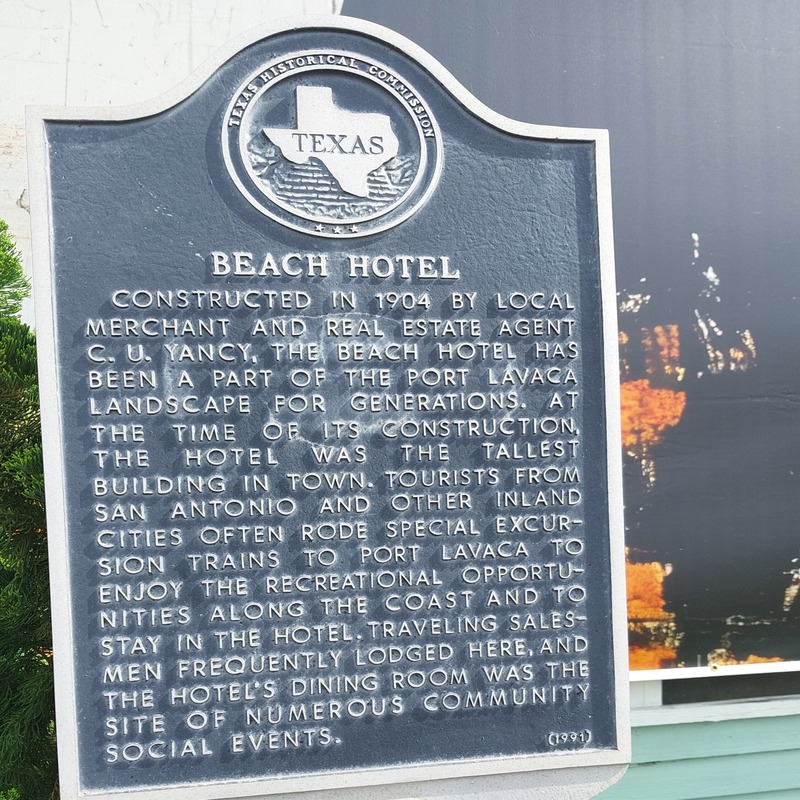 TEXAS HISTORICAL COMMISSION
TEXAS
BEACH HOTEL
CONSTRUCTED IN 1904 BY LOCAL
MERCHANT AND REAL ESTATE AGENT
C. U. YANCY, THE BEACH HOTEL HAS
BEEN A PART OF THE PORT LAVACA
LANDSCAPE FOR GENERATIONS. AT
THE TIME OF ITS CONSTRUCTION,
THE HOTEL WAS THE TALLEST
BUILDING IN TOWN. TOURISTS FROM
SAN ANTONIO AND OTHER INLAND
CITIES OFTEN RODE SPECIAL EXCUR-
SION TRAINS TO PORT LAVACA TO
ENJOY THE RECREATIONAL OPPORTU-
NITIES ALONG THE COAST AND TO
STAY IN THE HOTEL. TRAVELING SALES-
MEN FREQUENTLY LODGED HERE, AND
THE HOTEL'S DINING ROOM WAS THE
SITE OF NUMEROUS COMMUNITY
SOCIAL EVENTS.
(1991)